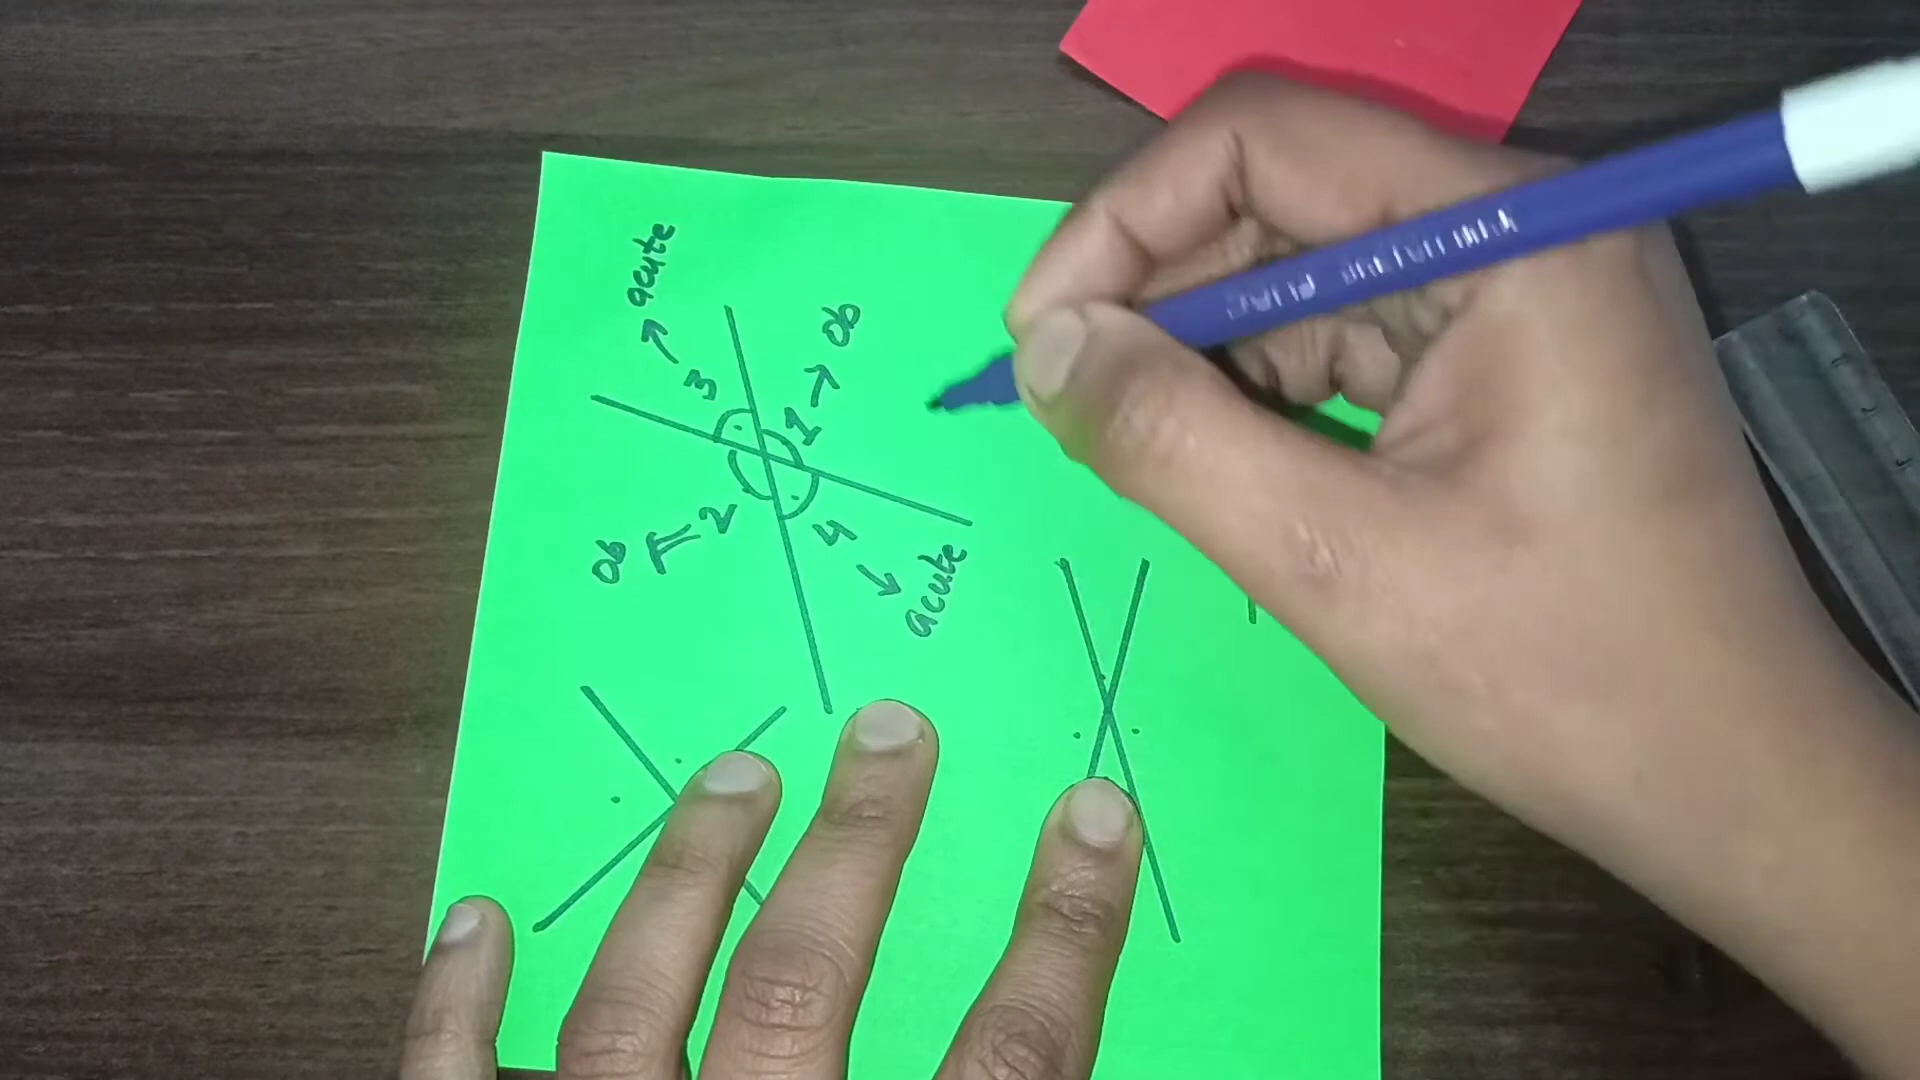 3 → acute
1 → ob
2 ⇒ ob
4 → acute